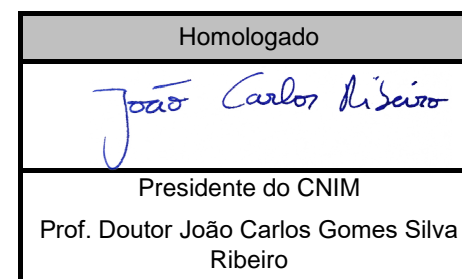 Homologado
João Carlos Ribeiro
Presidente do CNIM
Prof. Doutor João Carlos Gomes Silva
Ribeiro